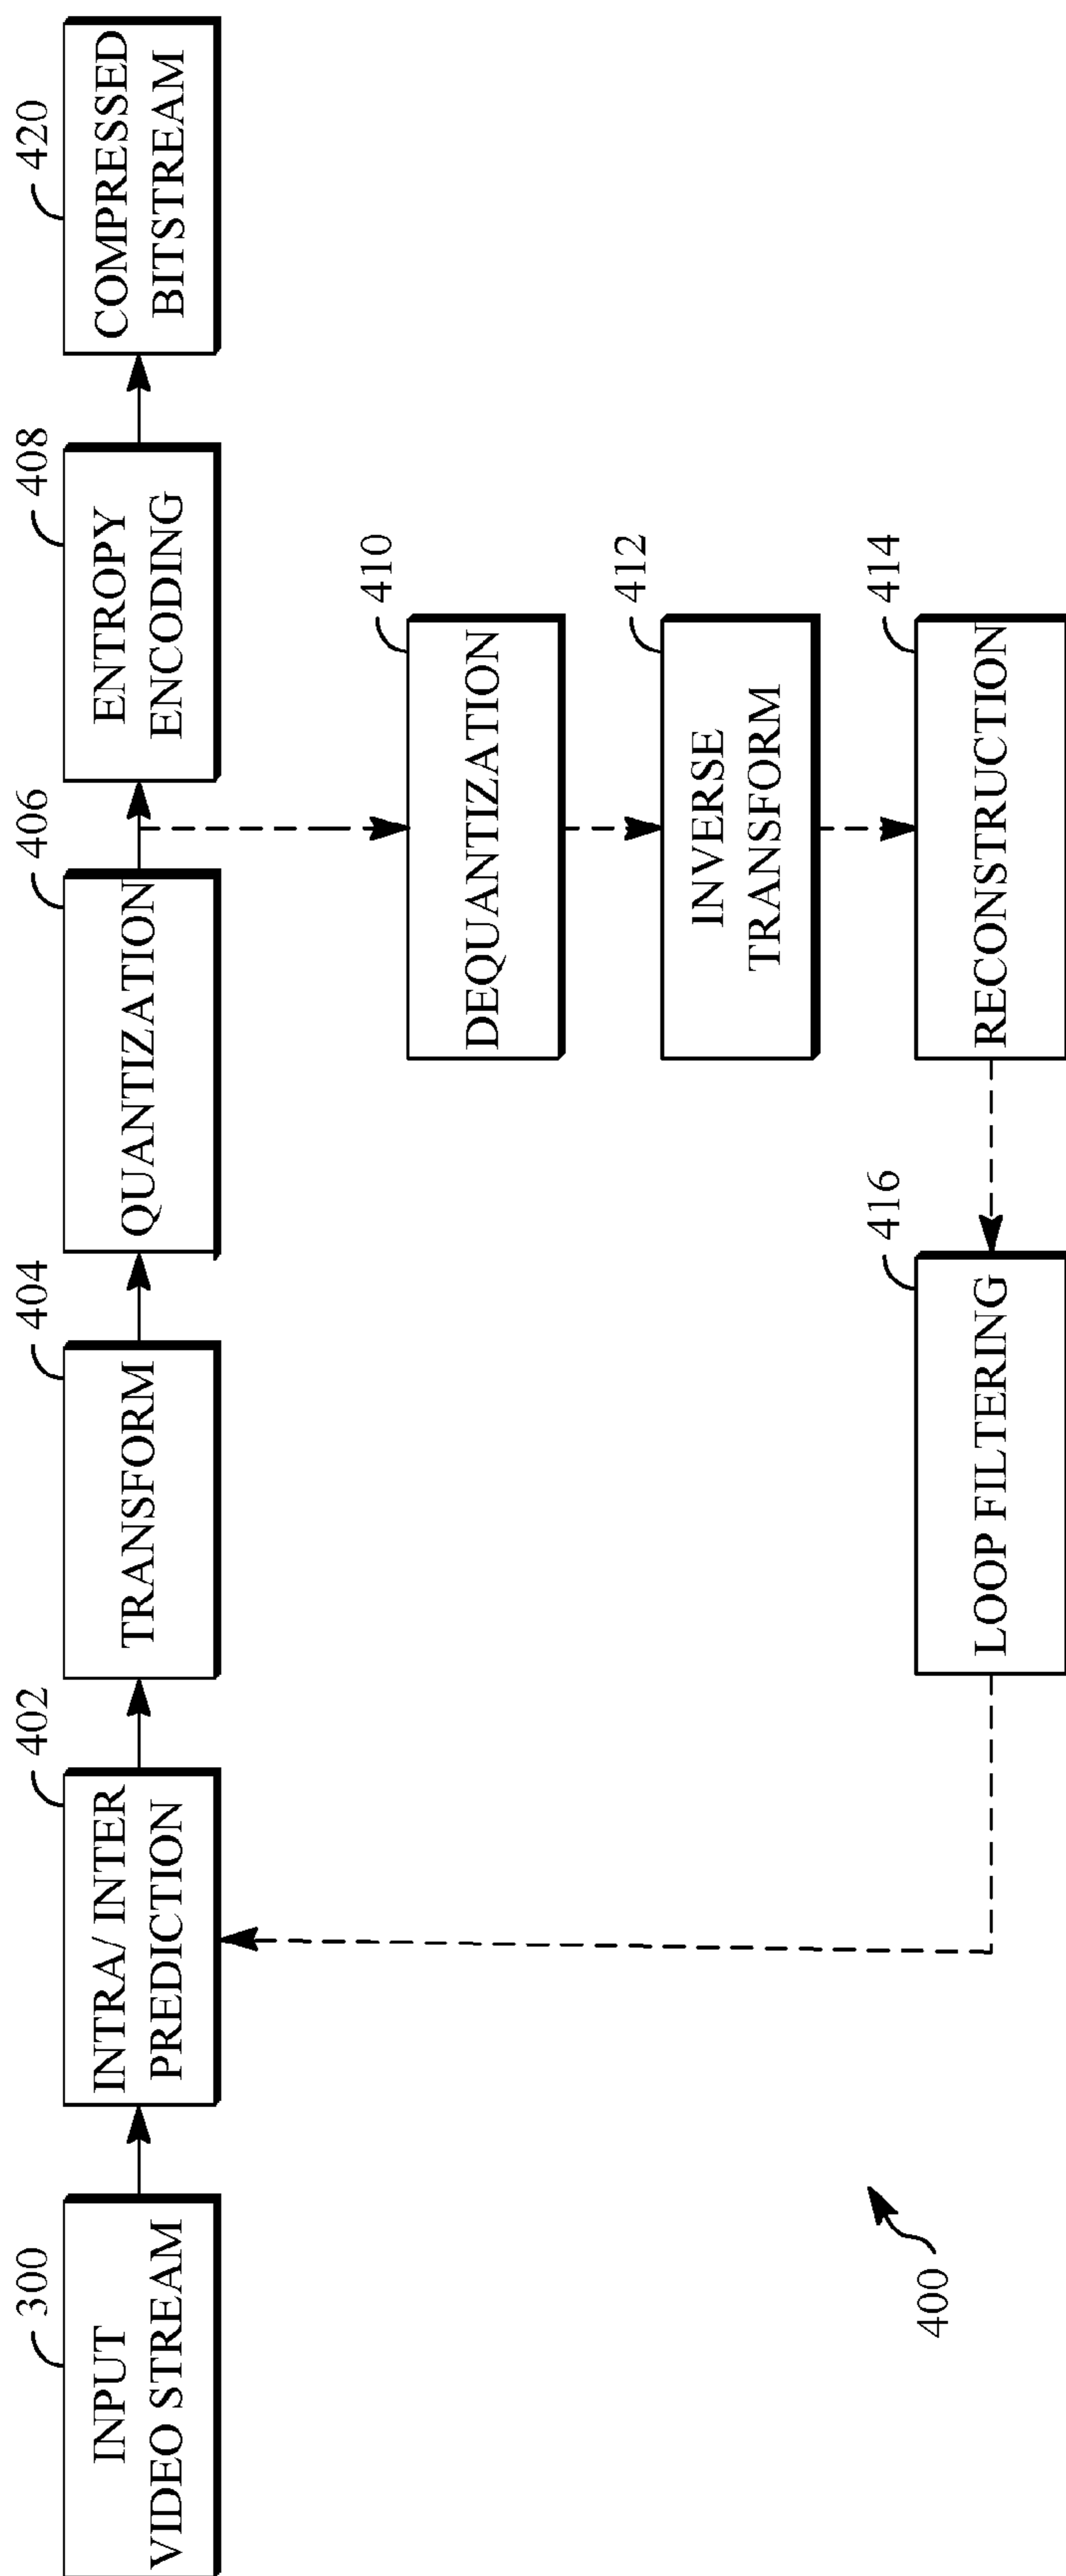 300
INPUT
VIDEO STREAM
402
INTRA/ INTER
PREDICTION
404
TRANSFORM
406
QUANTIZATION
408
ENTROPY
ENCODING
420
COMPRESSED
BITSTREAM
410
DEQUANTIZATION
412
INVERSE
TRANSFORM
414
RECONSTRUCTION
416
LOOP FILTERING
400